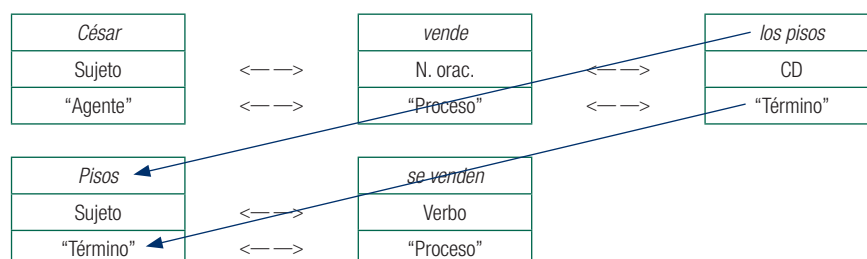 César vende los pisos
Sujeto <— —> N. orac. <— —> CD
“Agente” <— —> “Proceso” <— —> “Término”
Pisos se venden
Sujeto <— —> Verbo
“Término” <— —> “Proceso”